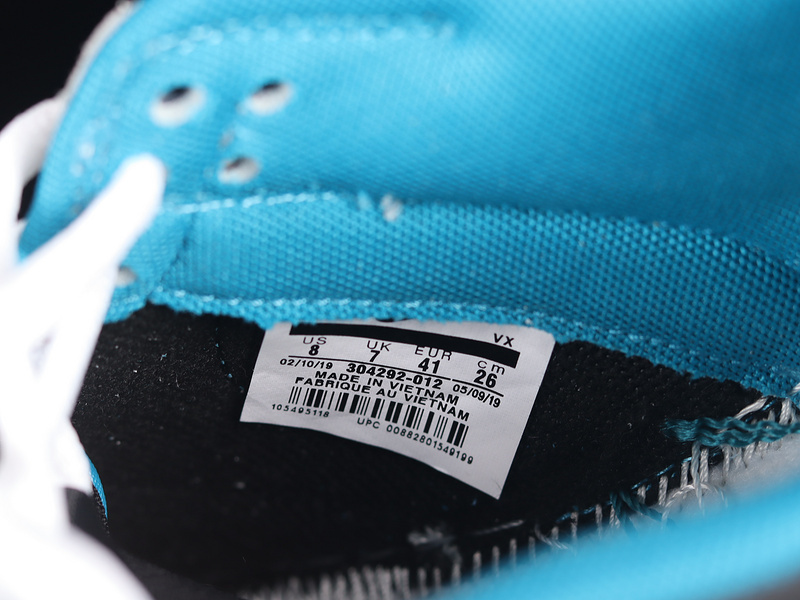 VX
US UK EUR cm
8 7 41 26
02/10/19 304292-012 05/09/19
MADE IN VIETNAM
FABRIQUE AU VIETNAM
105495118
UPC 00882801549199